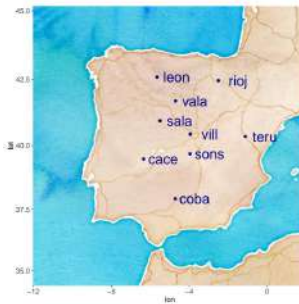 45.0
leon
rioj
42.5
vala
sala
vill
teru
40.0
sons
cace
coba
37.5
35.0
-12
-8
-4
0
lon